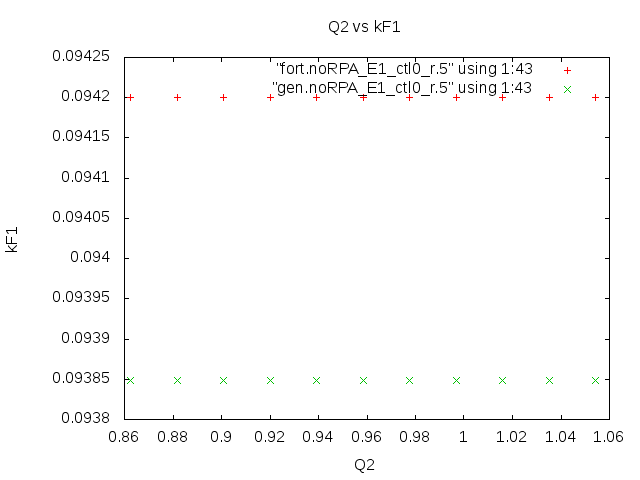 Q2 vs kF1
"fort.noRPA_E1_ctl0_r.5" using 1:43
"gen.noRPA_E1_ctl0_r.5" using 1:43
0.09425
0.0942
0.09415
0.0941
0.09405
0.094
0.09395
0.0939
0.09385
0.0938
kF1
0.86 0.88 0.9 0.92 0.94 0.96 0.98 1 1.02 1.04 1.06
Q2